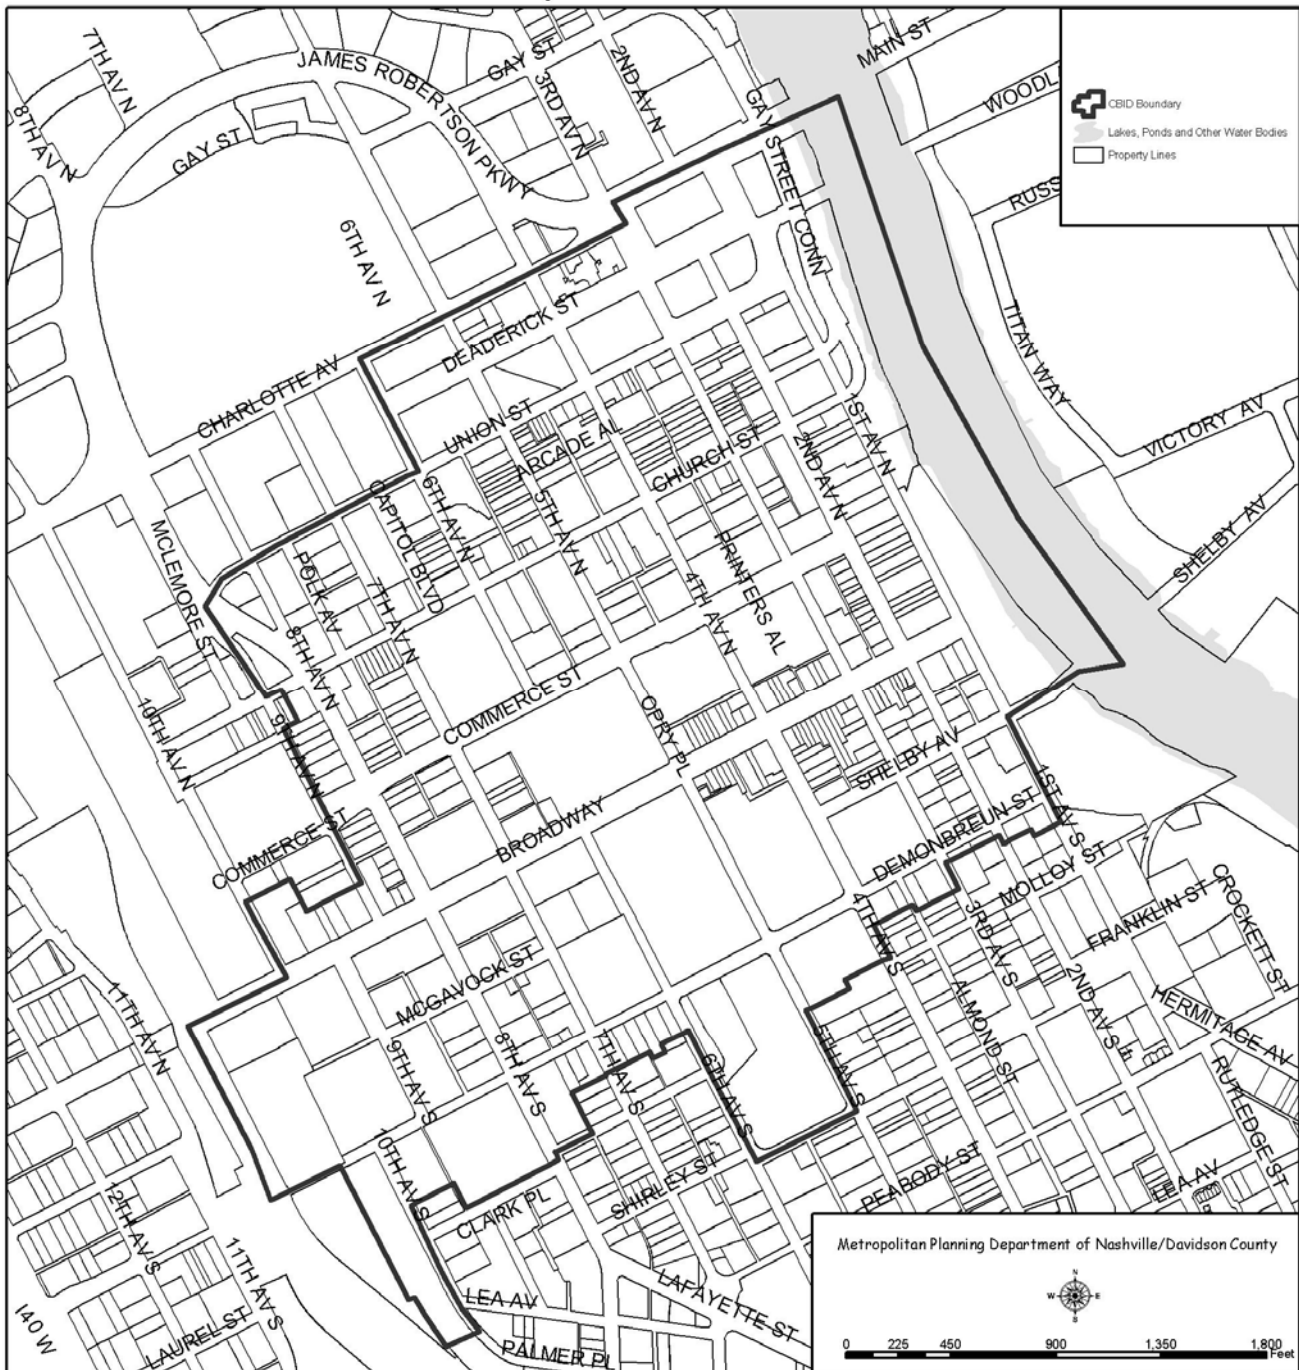 7TH AV N
8TH AV N
GAY ST
JAMES ROBERTSON PKWY
GAY ST
3RD AV N
2ND AV N
MAIN ST
WOODL
RUSS
CBID Boundary
Lakes, Ponds and Other Water Bodies
Property Lines
6TH AV N
GAY STREET CONN
DEADERICK ST
CHARLOTTE AV
TITAN WAY
VICTORY AV
SHELBY AV
UNION ST
ARCADE AL
CHURCH ST
1ST AV N
2ND AV N
CAPITOL BLVD
6TH AV N
5TH AV N
PRINTERS AL
4TH AV N
MCLEMORE ST
POLK AV
7TH AV N
8TH AV N
10TH AV N
9TH AV N
COMMERCE ST
OPRY PL
SHELBY AV
1ST AV S
COMMERCE ST
BROADWAY
DEMONBREUN ST
MOLLOY ST
4TH AV S
3RD AV S
FRANKLIN ST
CROCKETT ST
11TH AV N
MCGAVOCK ST
9TH AV S
8TH AV S
7TH AV S
6TH AV S
5TH AV S
ALMOND ST
2ND AV S
HERMITAGE AV
RUTLEDGE ST
10TH AV S
CLARK PL
SHIRLEY ST
PEABODY ST
LEA AV
12TH AV S
11TH AV S
I40 W
LAUREL ST
LEA AV
LAFAYETTE ST
PALMER PL
Metropolitan Planning Department of Nashville/Davidson County
N
W E
S
0 225 450 900 1,350 1,800
Feet